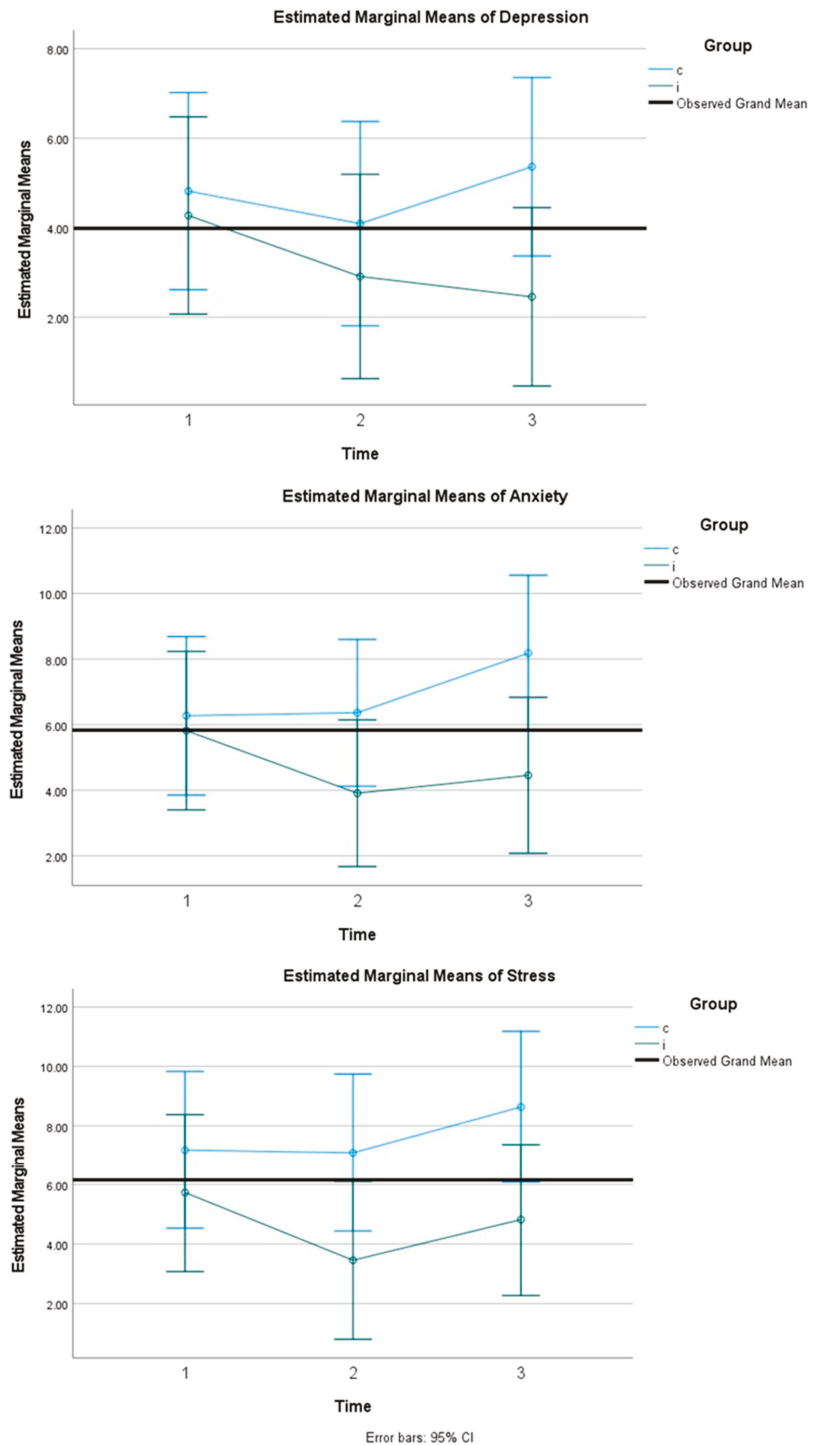 Estimated Marginal Means of Depression
Group
c
i
Observed Grand Mean
Estimated Marginal Means
8.00
6.00
4.00
2.00
1 2 3
Time
Estimated Marginal Means of Anxiety
Group
c
i
Observed Grand Mean
Estimated Marginal Means
12.00
10.00
8.00
6.00
4.00
2.00
1 2 3
Time
Estimated Marginal Means of Stress
Group
c
i
Observed Grand Mean
Estimated Marginal Means
12.00
10.00
8.00
6.00
4.00
2.00
1 2 3
Time
Error bars: 95% CI